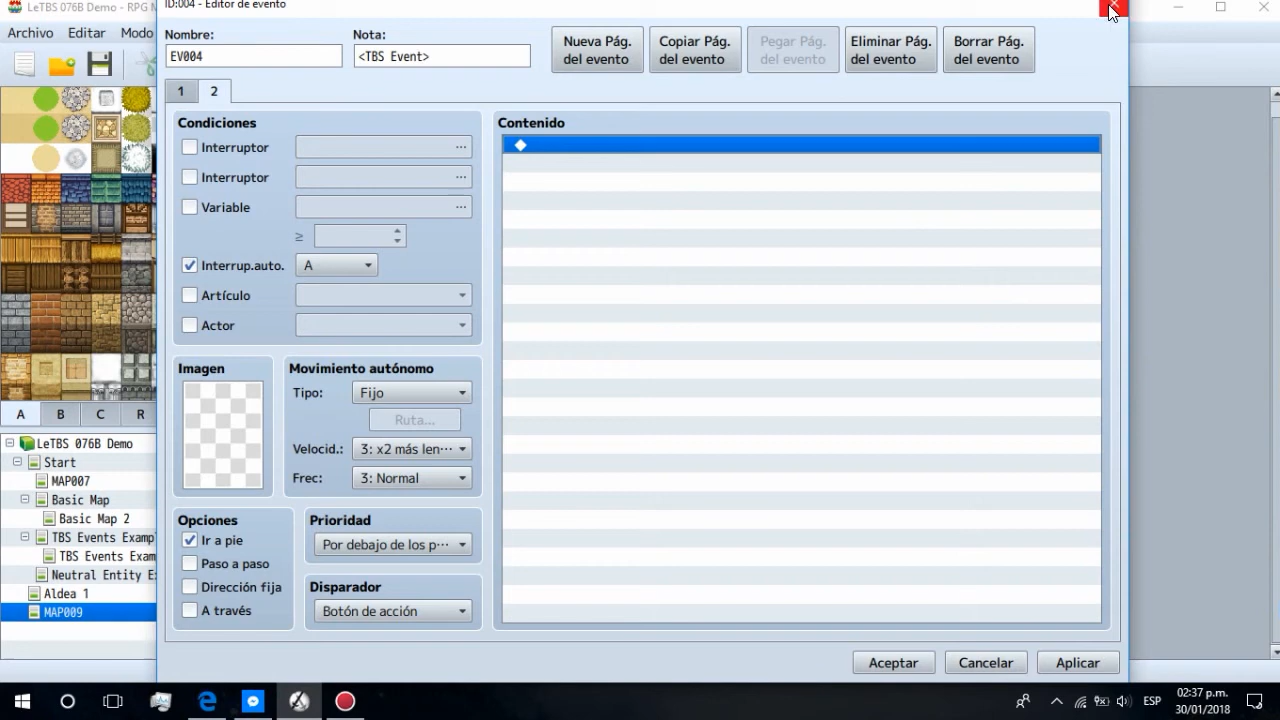 LeTBS 076B Demo - RPG M
ID:004 - Editor de evento
Archivo Editar Modo
Nombre: Nota:
EV004 <TBS Event>
Nueva Pág. del evento
Copiar Pág. del evento
Pegar Pág. del evento
Eliminar Pág. del evento
Borrar Pág. del evento
1 2
Condiciones
Interruptor ...
Interruptor ...
Variable ...
≥
Interrup.auto. A
Artículo
Actor
Contenido
◆
Imagen
Movimiento autónomo
Tipo: Fijo
Ruta...
Velocid.: 3: x2 más len···
Frec: 3: Normal
Opciones
Ir a pie
Paso a paso
Dirección fija
A través
Prioridad
Por debajo de los p···
Disparador
Botón de acción
A B C R
LeTBS 076B Demo
Start
MAP007
Basic Map
Basic Map 2
TBS Events Examp
TBS Events Exam
Neutral Entity E
Aldea 1
MAP009
Aceptar Cancelar Aplicar
ESP
02:37 p.m.
30/01/2018